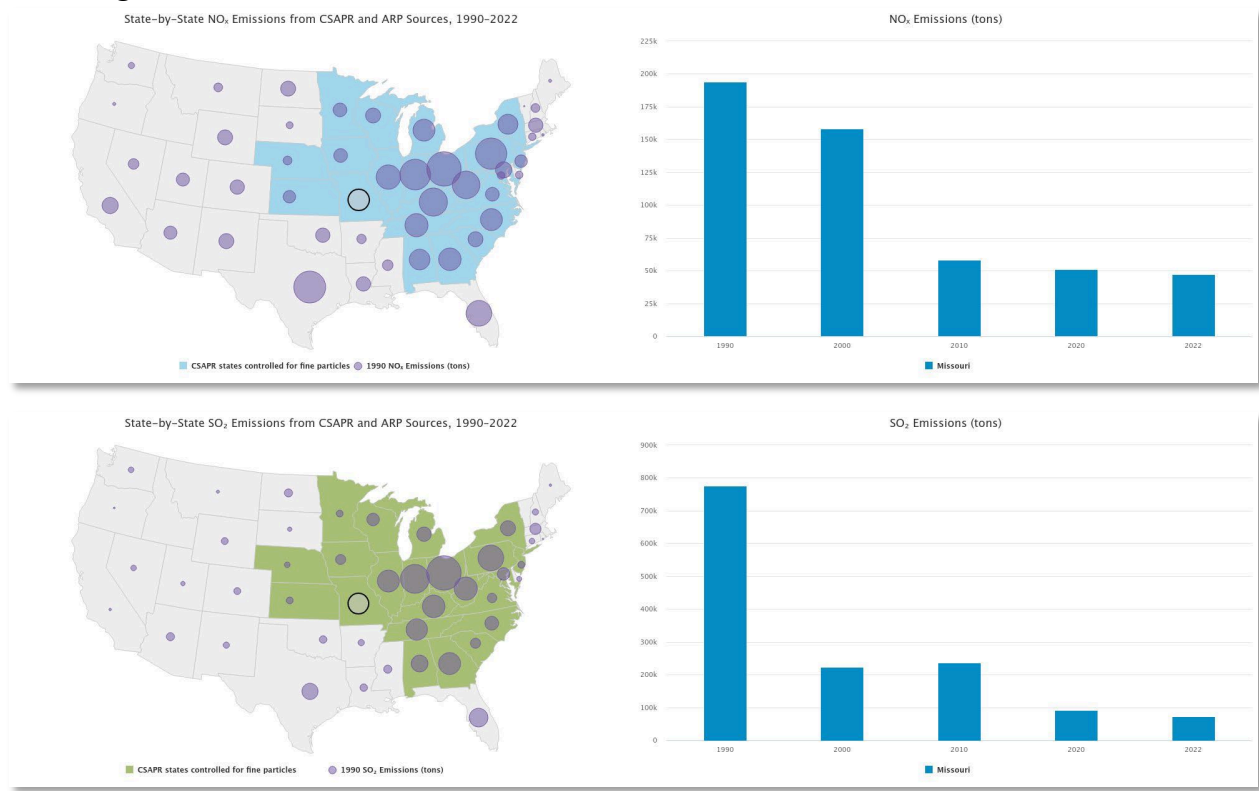 State-by-State NOₓ Emissions from CSAPR and ARP Sources, 1990–2022
CSAPR states controlled for fine particles
1990 NOₓ Emissions (tons)
NOₓ Emissions (tons)
225k
200k
175k
150k
125k
100k
75k
50k
25k
0
1990 2000 2010 2020 2022
Missouri
State-by-State SO₂ Emissions from CSAPR and ARP Sources, 1990–2022
CSAPR states controlled for fine particles
1990 SO₂ Emissions (tons)
SO₂ Emissions (tons)
900k
800k
700k
600k
500k
400k
300k
200k
100k
0
1990 2000 2010 2020 2022
Missouri